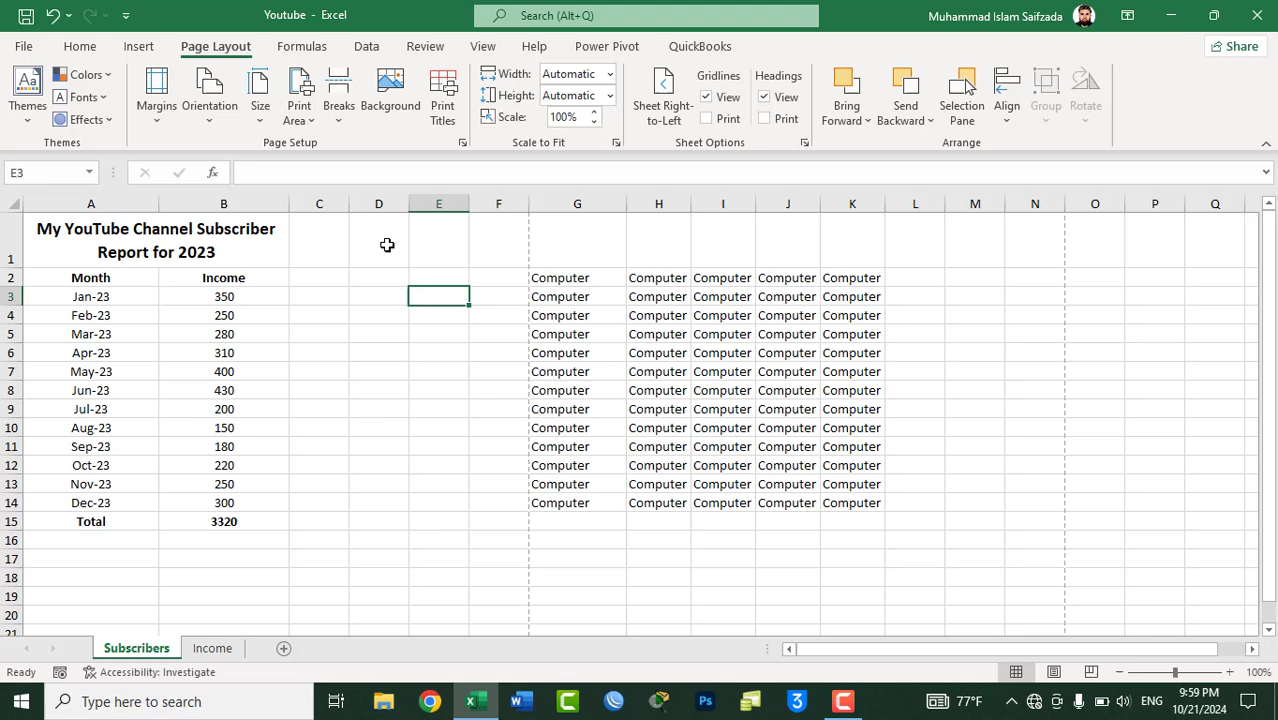 Youtube - Excel
Search (Alt+Q)
Muhammad Islam Saifzada
File Home Insert Page Layout Formulas Data Review View Help Power Pivot QuickBooks Share
Themes
Colors
Fonts
Effects
Themes
Margins
Orientation
Size
Print Area
Breaks
Background
Print Titles
Page Setup
Width: Automatic
Height: Automatic
Scale: 100%
Scale to Fit
Sheet Right-to-Left
Gridlines
View
Print
Headings
View
Print
Sheet Options
Bring Forward
Send Backward
Selection Pane
Align
Group
Rotate
Arrange
E3
fx
A B C D E F G H I J K L M N O P Q
1 My YouTube Channel Subscriber
Report for 2023
2 Month Income Computer Computer Computer Computer Computer
3 Jan-23 350 Computer Computer Computer Computer Computer
4 Feb-23 250 Computer Computer Computer Computer Computer
5 Mar-23 280 Computer Computer Computer Computer Computer
6 Apr-23 310 Computer Computer Computer Computer Computer
7 May-23 400 Computer Computer Computer Computer Computer
8 Jun-23 430 Computer Computer Computer Computer Computer
9 Jul-23 200 Computer Computer Computer Computer Computer
10 Aug-23 150 Computer Computer Computer Computer Computer
11 Sep-23 180 Computer Computer Computer Computer Computer
12 Oct-23 220 Computer Computer Computer Computer Computer
13 Nov-23 250 Computer Computer Computer Computer Computer
14 Dec-23 300 Computer Computer Computer Computer Computer
15 Total 3320
16
17
18
19
20
21
Subscribers Income
Ready Accessibility: Investigate 100%
Type here to search
77°F
ENG
9:59 PM
10/21/2024